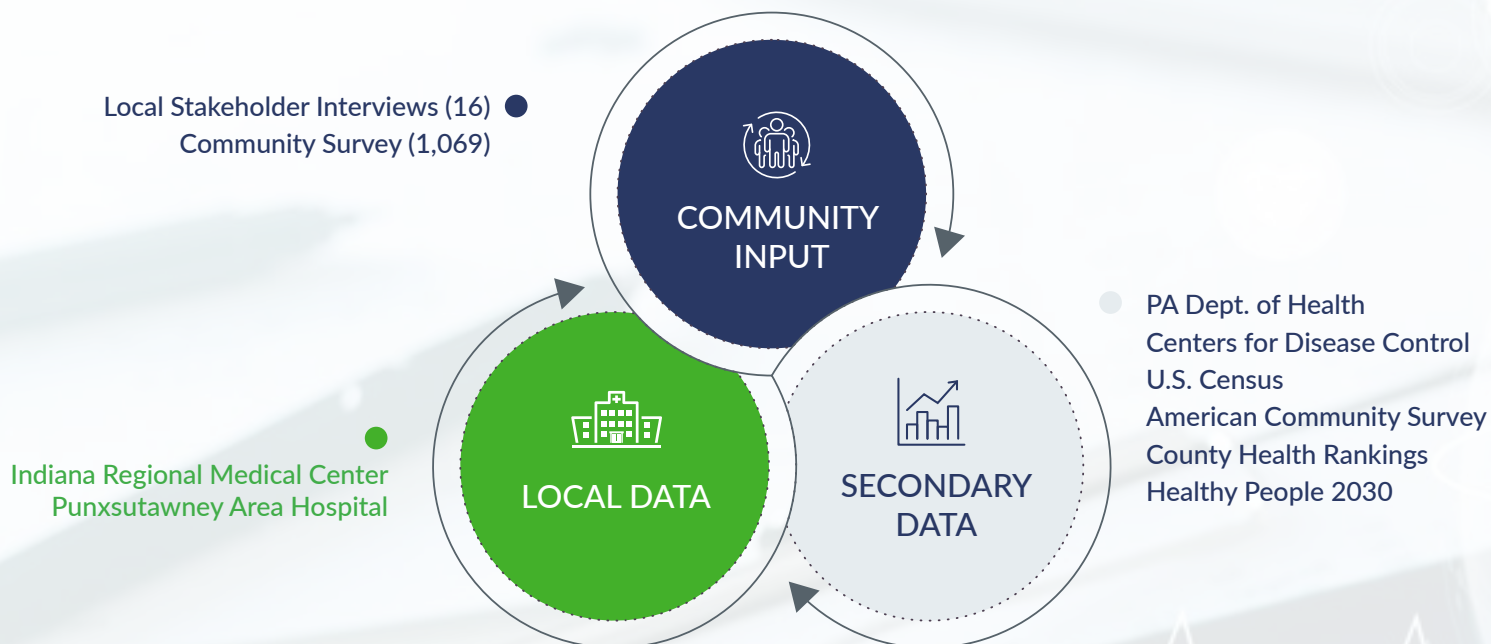 Local Stakeholder Interviews (16)
Community Survey (1,069)
COMMUNITY
INPUT
PA Dept. of Health
Centers for Disease Control
U.S. Census
American Community Survey
County Health Rankings
Healthy People 2030
Indiana Regional Medical Center
Punxsutawney Area Hospital
LOCAL DATA
SECONDARY
DATA